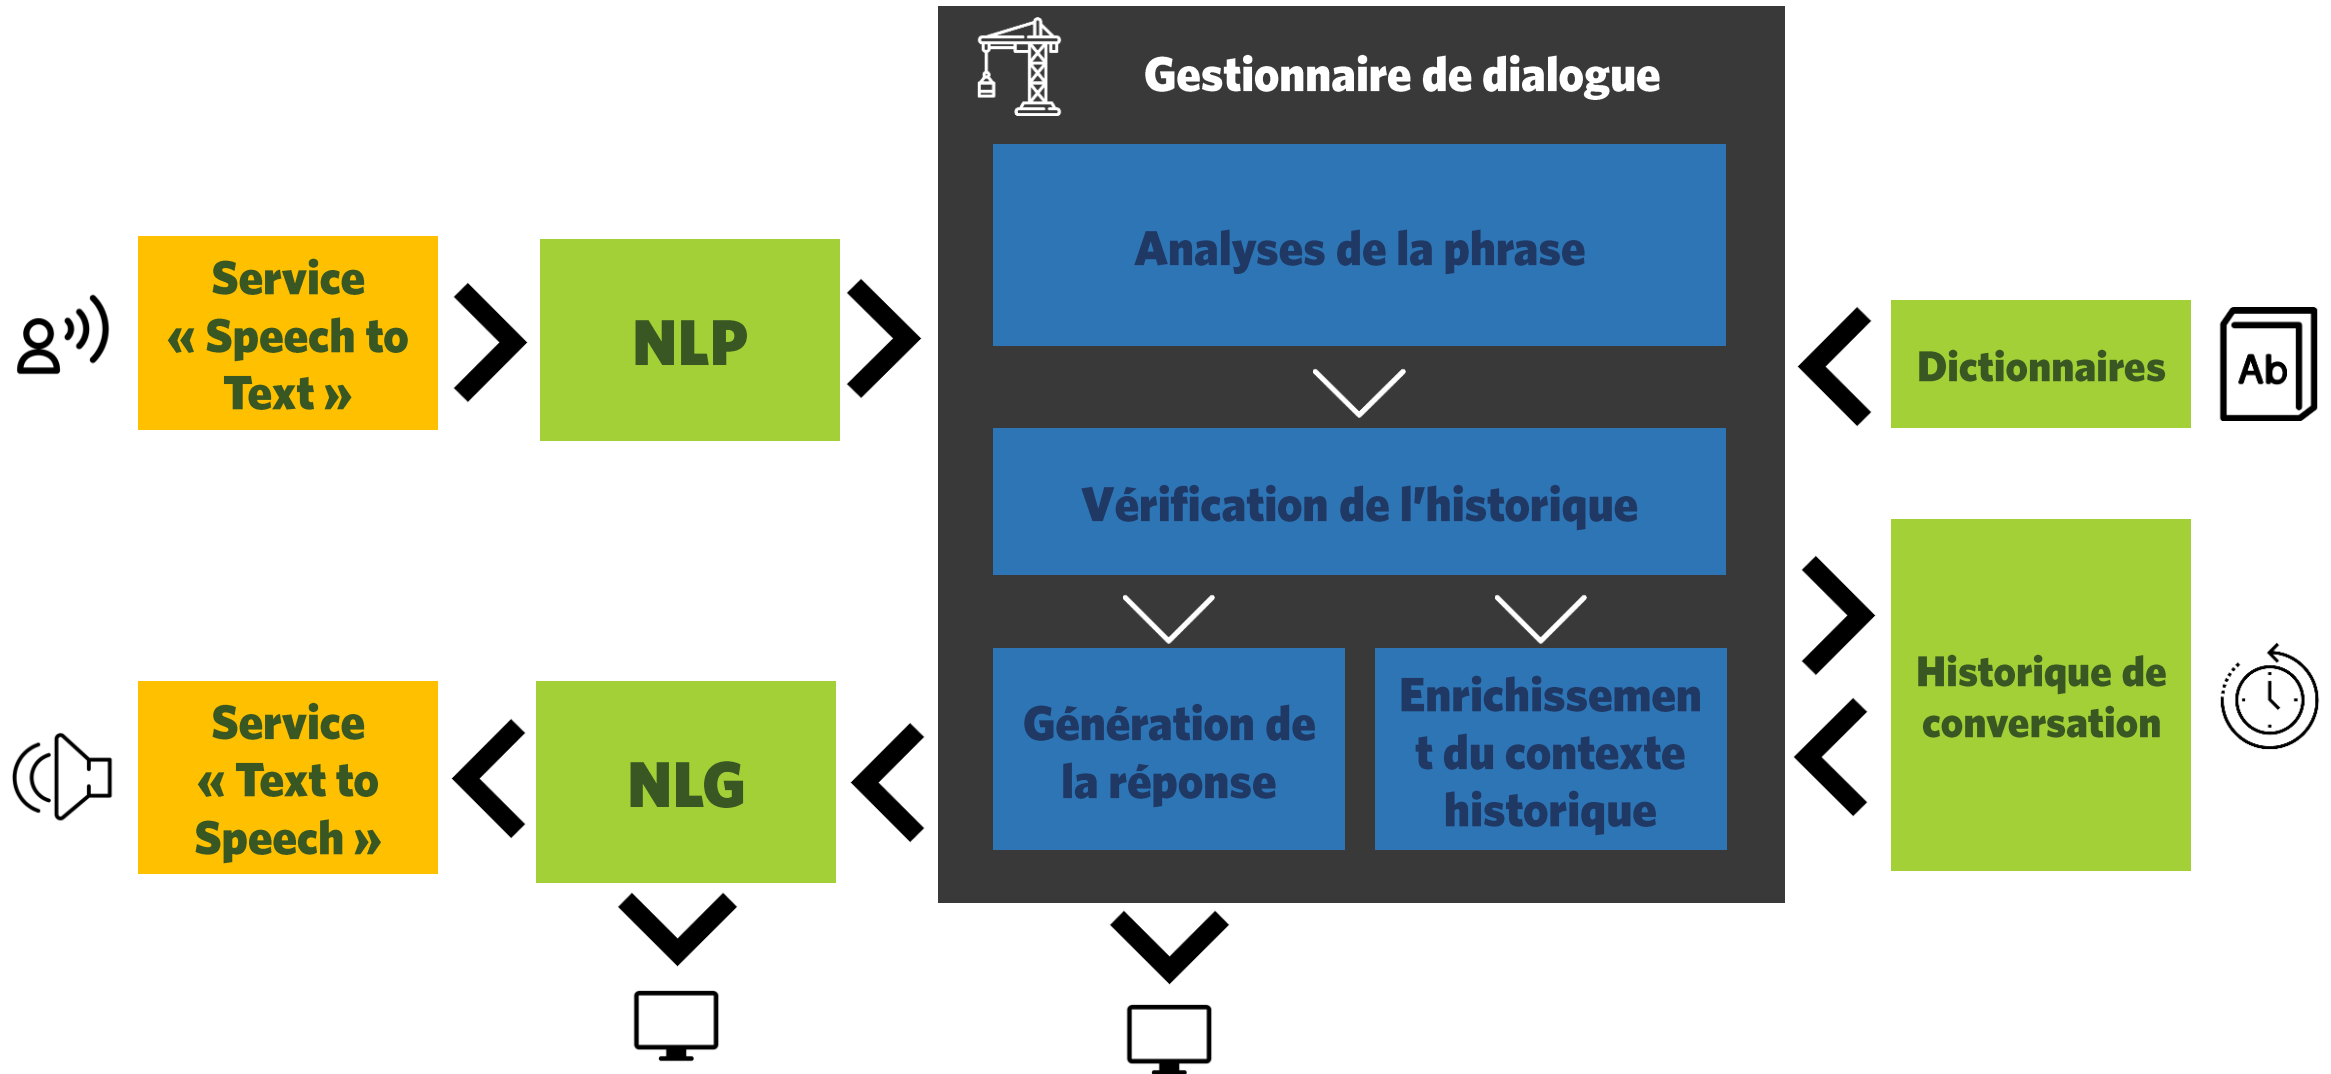 Gestionnaire de dialogue
Analyses de la phrase
Service
« Speech to
Text »
NLP
Dictionnaires
Ab
Vérification de l'historique
Service
« Text to
Speech »
NLG
Génération de
la réponse
Enrichissemen
t du contexte
historique
Historique de
conversation